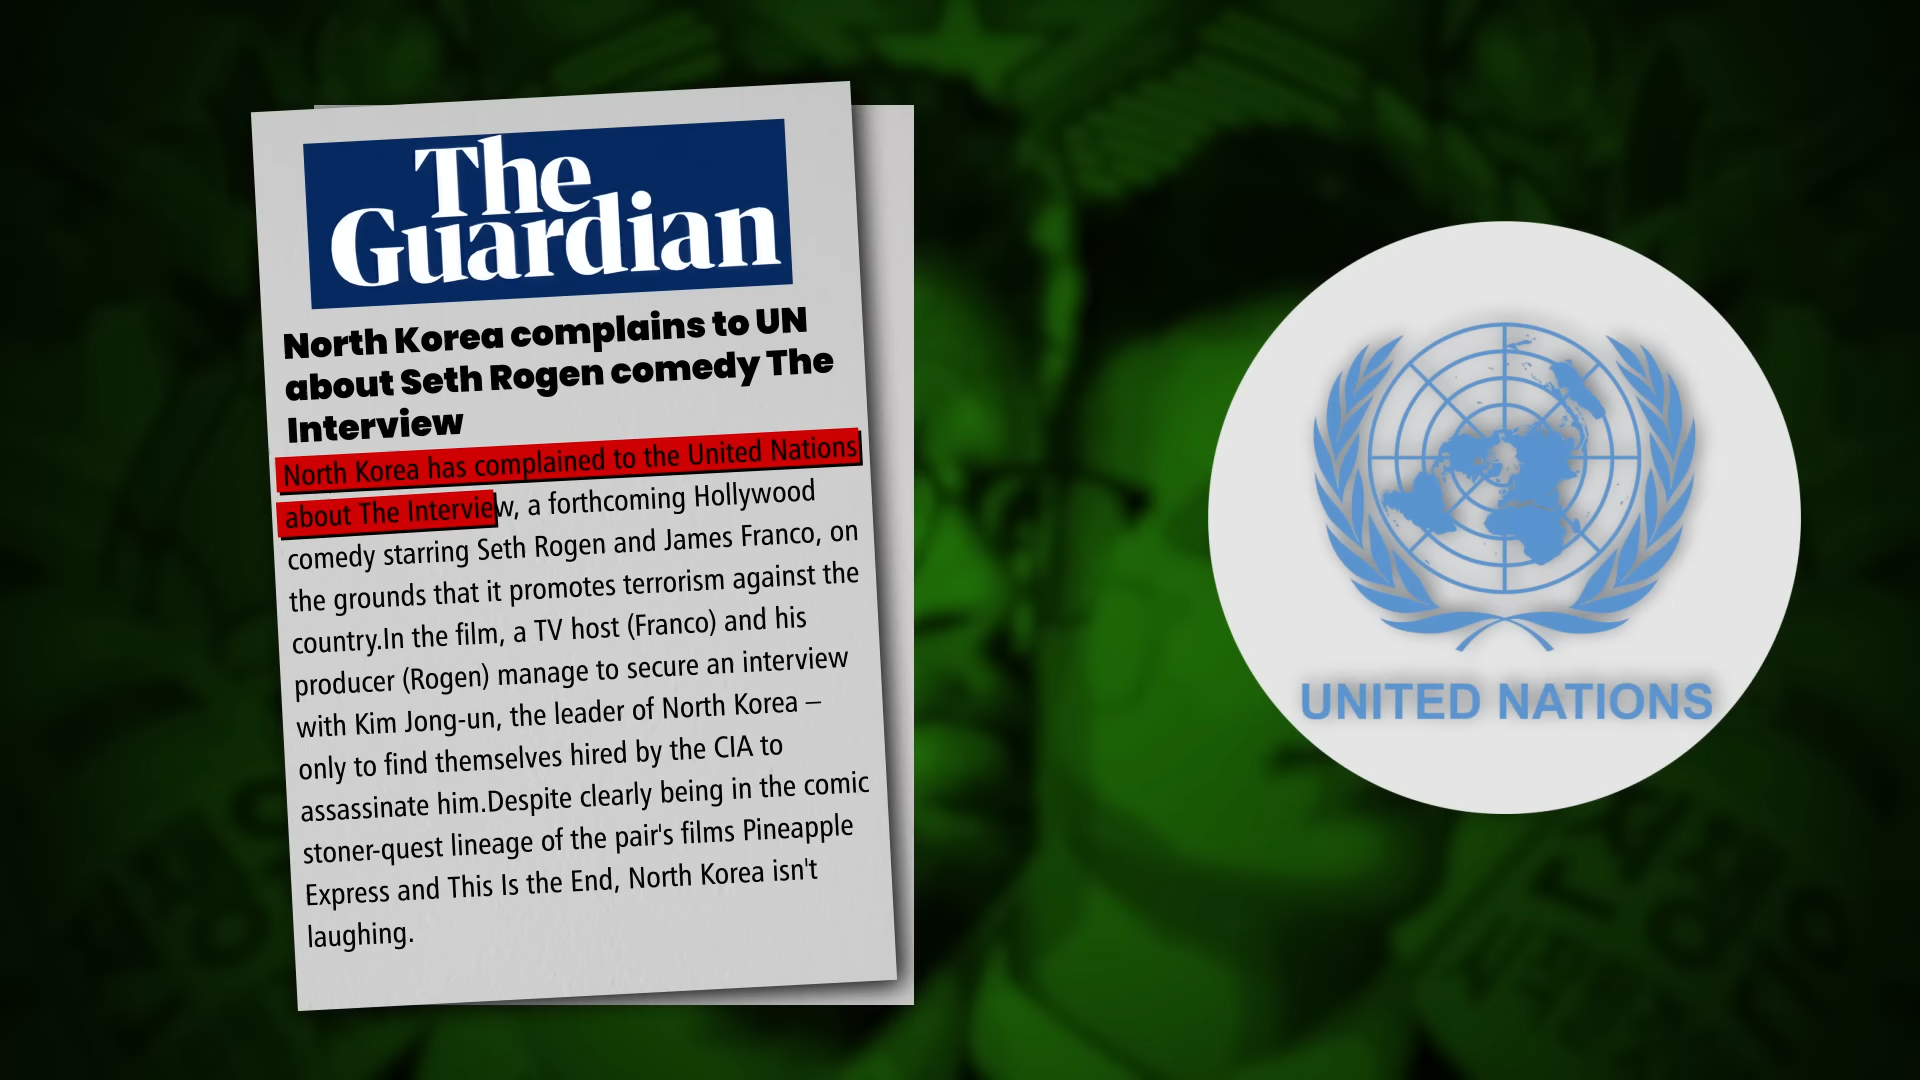 The
Guardian
North Korea complains to UN
about Seth Rogen comedy The
Interview
North Korea has complained to the United Nations
about The Interview, a forthcoming Hollywood
comedy starring Seth Rogen and James Franco, on
the grounds that it promotes terrorism against the
country.In the film, a TV host (Franco) and his
producer (Rogen) manage to secure an interview
with Kim Jong-un, the leader of North Korea –
only to find themselves hired by the CIA to
assassinate him.Despite clearly being in the comic
stoner-quest lineage of the pair's films Pineapple
Express and This Is the End, North Korea isn't
laughing.
UNITED NATIONS